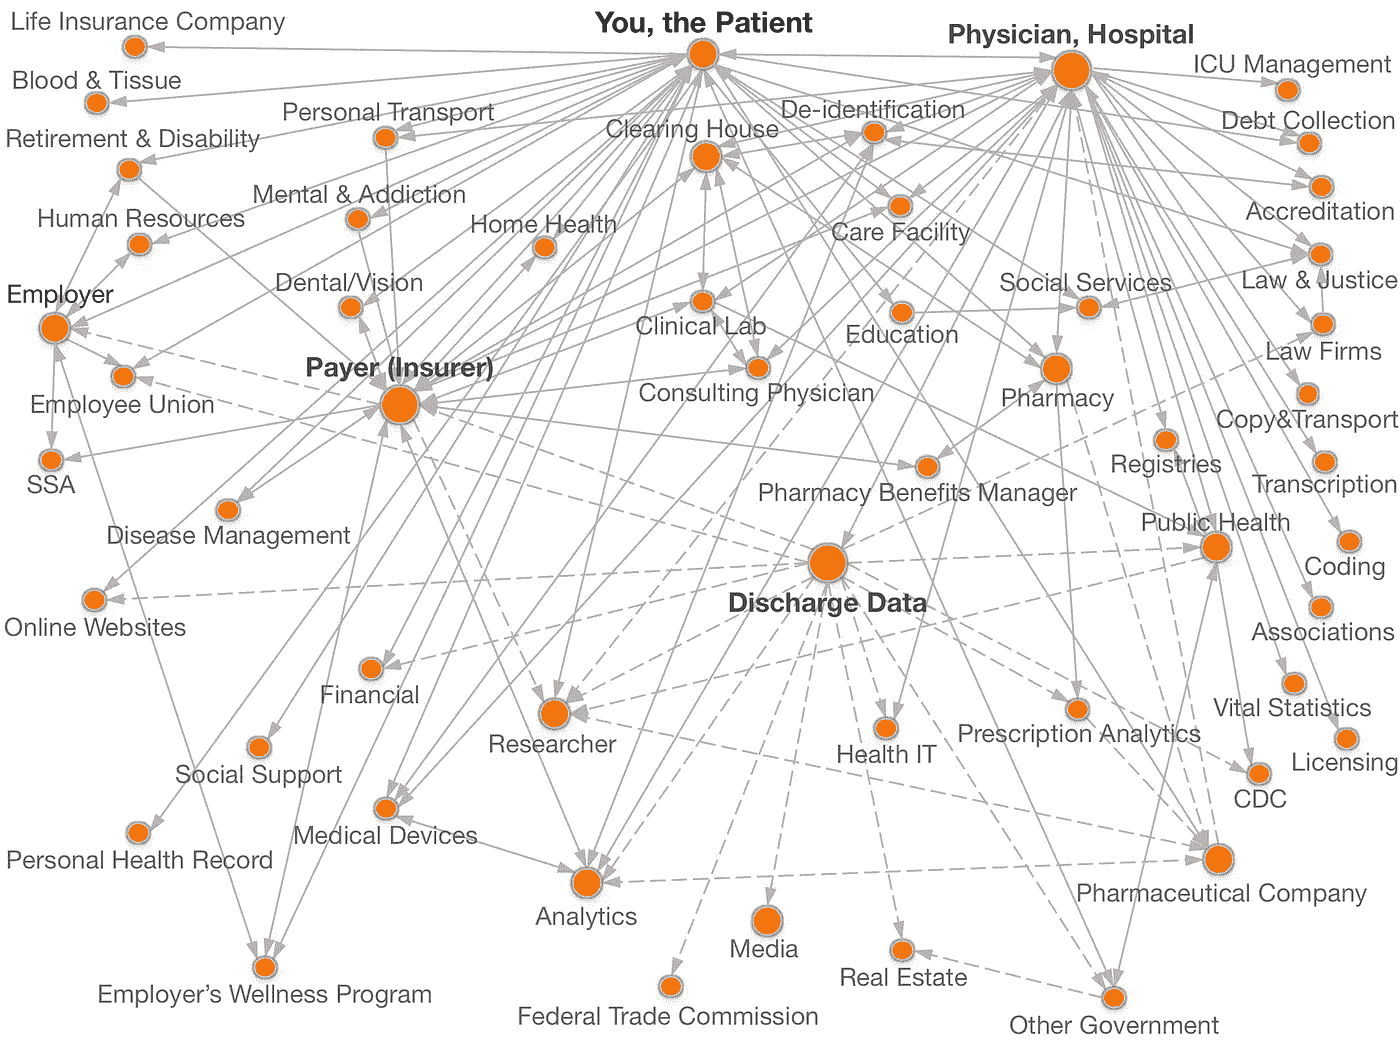 Life Insurance Company
You, the Patient
Physician, Hospital
ICU Management
Blood & Tissue
Personal Transport
De-identification
Debt Collection
Clearing House
Retirement & Disability
Mental & Addiction
Accreditation
Human Resources
Home Health
Care Facility
Dental/Vision
Social Services
Law & Justice
Employer
Clinical Lab
Education
Law Firms
Payer (Insurer)
Consulting Physician
Pharmacy
Employee Union
Copy&Transport
Registries
SSA
Pharmacy Benefits Manager
Transcription
Disease Management
Public Health
Coding
Discharge Data
Online Websites
Associations
Financial
Vital Statistics
Researcher
Health IT
Prescription Analytics
Licensing
Social Support
CDC
Medical Devices
Personal Health Record
Pharmaceutical Company
Analytics
Media
Real Estate
Employer’s Wellness Program
Federal Trade Commission
Other Government